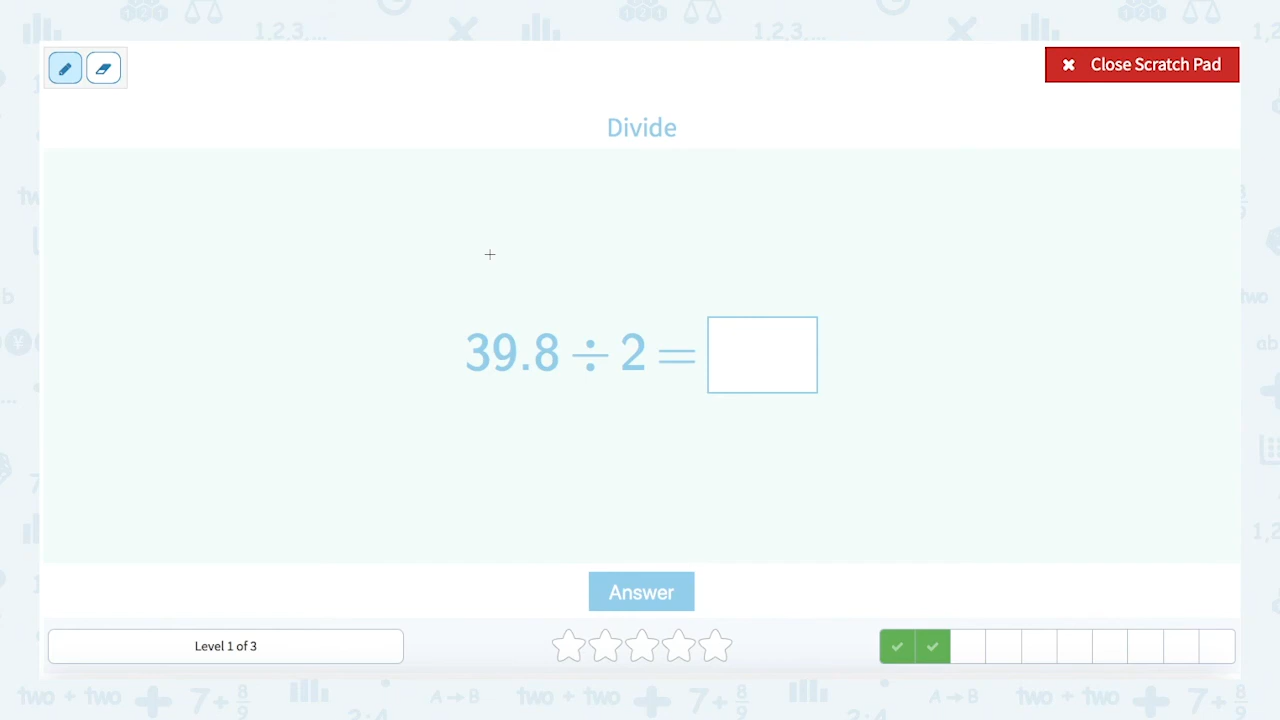 Close Scratch Pad
Divide
39.8 ÷ 2 =
Answer
Level 1 of 3